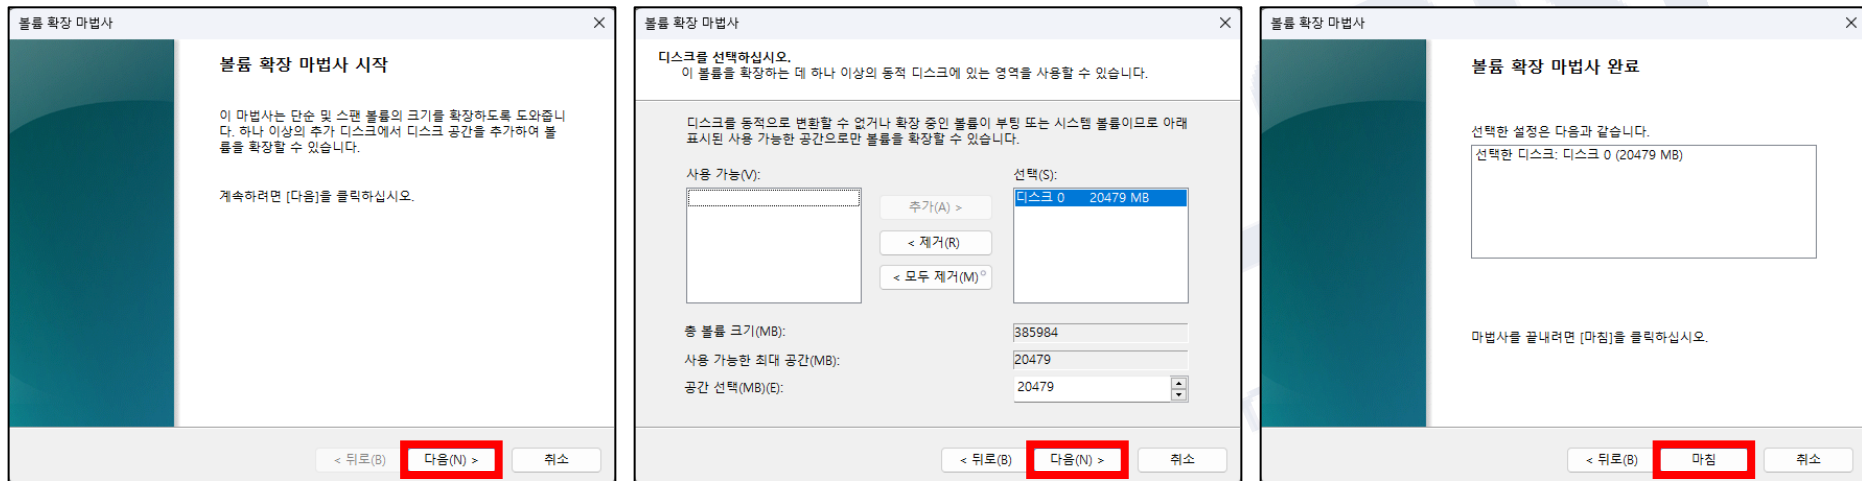 볼륨 확장 마법사
볼륨 확장 마법사 시작
이 마법사는 단순 및 스팬 볼륨의 크기를 확장하도록 도와줍니
다. 하나 이상의 추가 디스크에서 디스크 공간을 추가하여 볼
륨을 확장할 수 있습니다.
계속하려면 [다음]을 클릭하십시오.
< 뒤로(B) 다음(N) > 취소
볼륨 확장 마법사
디스크를 선택하십시오.
이 볼륨을 확장하는 데 하나 이상의 동적 디스크에 있는 영역을 사용할 수 있습니다.
디스크를 동적으로 변환할 수 없거나 확장 중인 볼륨이 부팅 또는 시스템 볼륨이므로 아래
표시된 사용 가능한 공간으로만 볼륨을 확장할 수 있습니다.
사용 가능(V): 선택(S):
추가(A) >
디스크 0 20479 MB
< 제거(R)
< 모두 제거(M)
총 볼륨 크기(MB): 385984
사용 가능한 최대 공간(MB): 20479
공간 선택(MB)(E): 20479
< 뒤로(B) 다음(N) > 취소
볼륨 확장 마법사
볼륨 확장 마법사 완료
선택한 설정은 다음과 같습니다.
선택한 디스크: 디스크 0 (20479 MB)
마법사를 끝내려면 [마침]을 클릭하십시오.
< 뒤로(B) 마침 취소